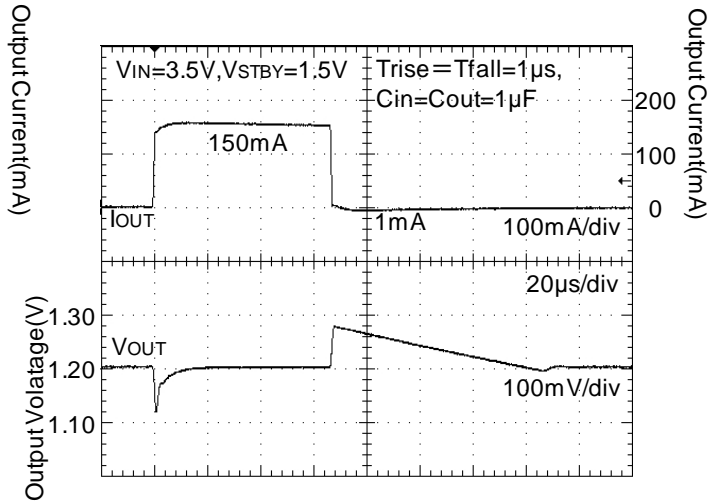 Output Current(mA)
VIN=3.5V,VSTBY=1.5V
Trise=Tfall=1μs,
Cin=Cout=1μF
150mA
IOUT
1mA
100mA/div
200
100
0
Output Current(mA)
20μs/div
Output Volatage(V)
1.30
VOUT
1.20
100mV/div
1.10